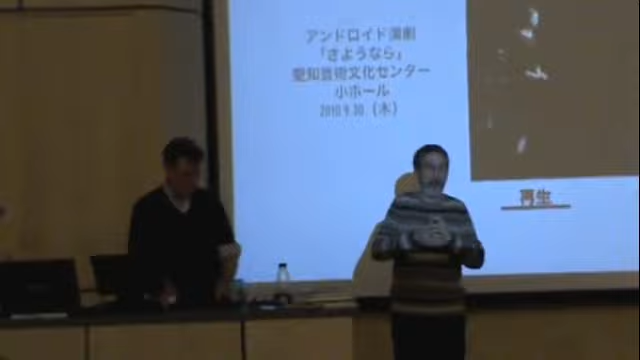 アンドロイド演劇
「さようなら」
愛知芸術文化センター
小ホール
2010.9.30（木）
再生